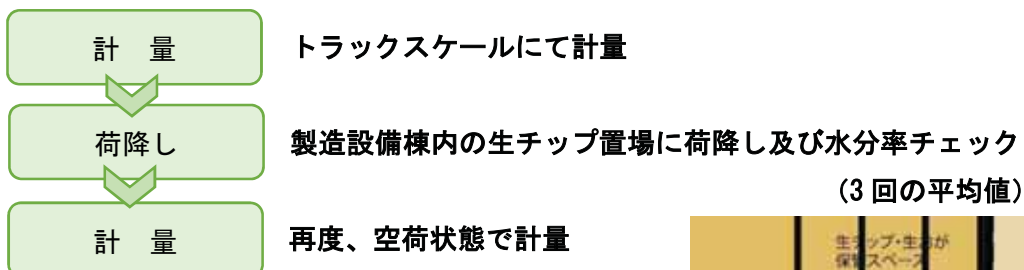 計　量
トラックスケールにて計量
荷降し
製造設備棟内の生チップ置場に荷降し及び水分率チェック
(3 回の平均値)
計　量
再度、空荷状態で計量
生チップ・生おが
保管スペース